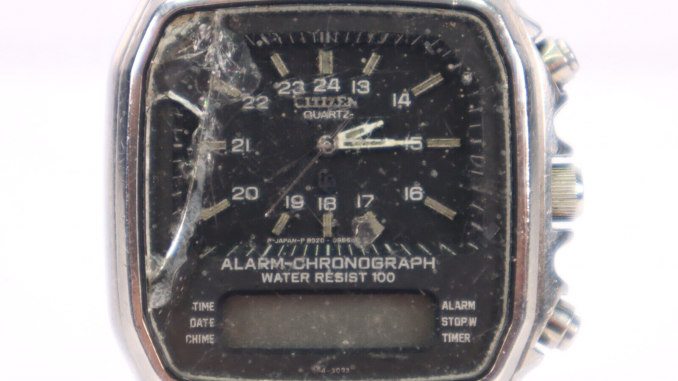 24
23 13
22 14
CITIZEN
QUARTZ
21 15
20 16
19 18 17
ALARM-CHRONOGRAPH
WATER RESIST 100
TIME ALARM
DATE STOP.W
CHIME TIMER